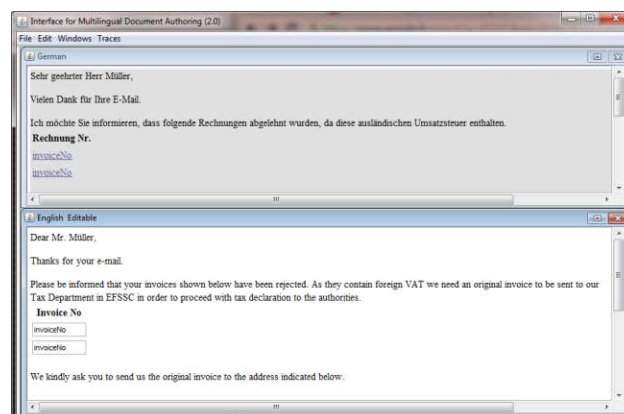 Interface for Multilingual Document Authoring (2.0)
File Edit Windows Traces
German
Sehr geehrter Herr Müller,
Vielen Dank für Ihre E-Mail.
Ich möchte Sie informieren, dass folgende Rechnungen abgelehnt wurden, da diese ausländischen Umsatzsteuer enthalten.
Rechnung Nr.
invoiceNo
invoiceNo
English Editable
Dear Mr. Müller,
Thanks for your e-mail.
Please be informed that your invoices shown below have been rejected. As they contain foreign VAT we need an original invoice to be sent to our
Tax Department in EFSSC in order to proceed with tax declaration to the authorities.
Invoice No
invoiceNo
invoiceNo
We kindly ask you to send us the original invoice to the address indicated below.